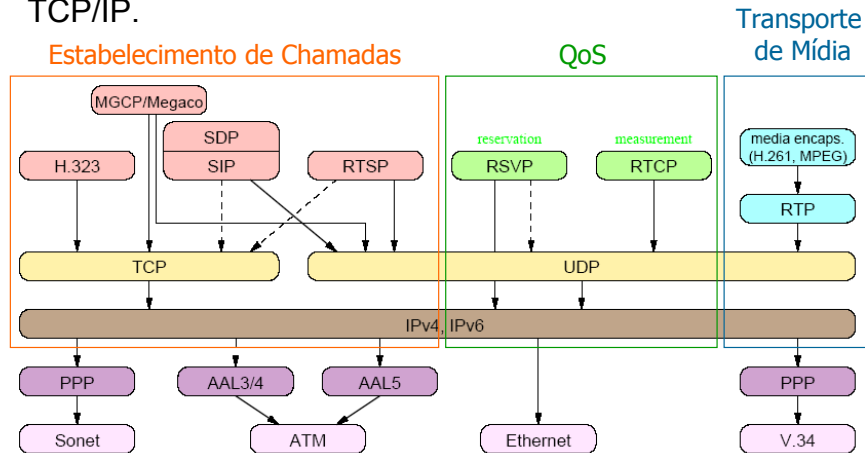 TCP/IP.
Estabelecimento de Chamadas
QoS
Transporte
de Mídia
MGCP/Megaco
SDP
SIP
H.323
RTSP
reservation
RSVP
measurement
RTCP
media encaps.
(H.261, MPEG)
RTP
TCP
UDP
IPv4, IPv6
PPP
AAL3/4
AAL5
PPP
Sonet
ATM
Ethernet
V.34